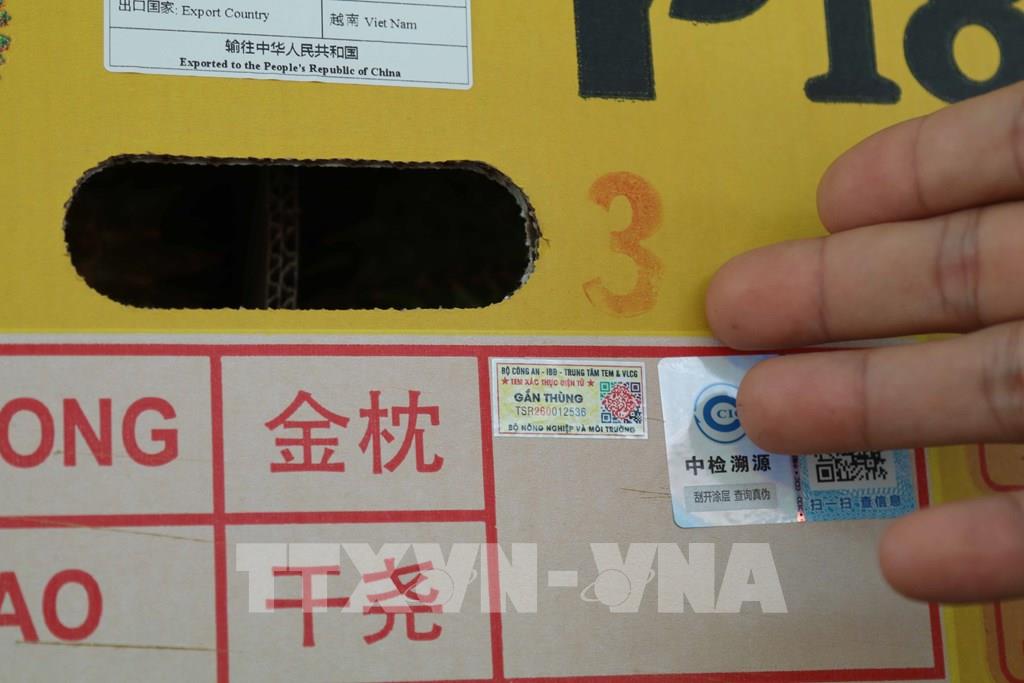 出口国家: Export Country
越南 Viet Nam
输往中华人民共和国
Exported to the People's Republic of China
3
ONG
金枕
BỘ CÔNG AN - IBĐ - TRUNG TÂM TEM & VLCG
★ TEM XÁC THỰC ĐIỆN TỬ ★
GẮN THÙNG
TSR260012536
BỘ NÔNG NGHIỆP VÀ MÔI TRƯỜNG
CIC
中检溯源
刮开涂层 查询真伪
扫一扫 查信息
AO
干尧
TTXVN-VNA